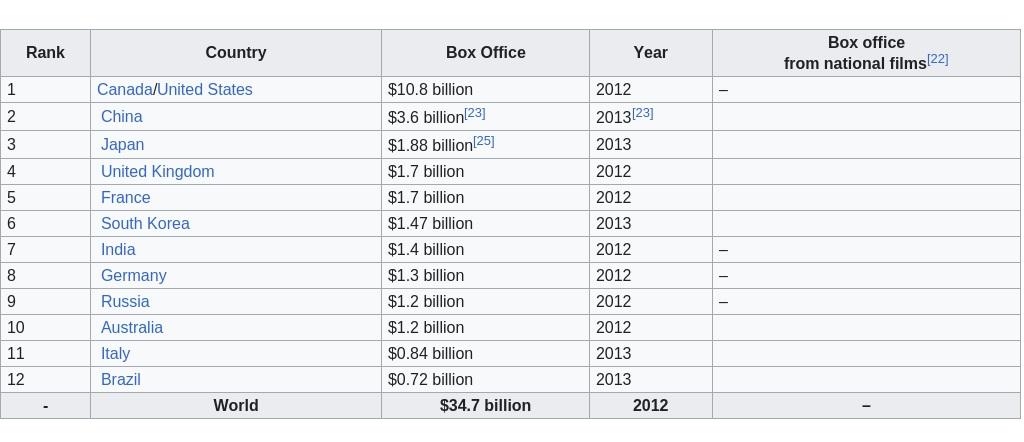 Rank Country Box Office Year Box office
from national films[22]
1 Canada/United States $10.8 billion 2012 –
2 China $3.6 billion[23] 2013[23]
3 Japan $1.88 billion[25] 2013
4 United Kingdom $1.7 billion 2012
5 France $1.7 billion 2012
6 South Korea $1.47 billion 2013
7 India $1.4 billion 2012 –
8 Germany $1.3 billion 2012 –
9 Russia $1.2 billion 2012 –
10 Australia $1.2 billion 2012
11 Italy $0.84 billion 2013
12 Brazil $0.72 billion 2013
- World $34.7 billion 2012 –